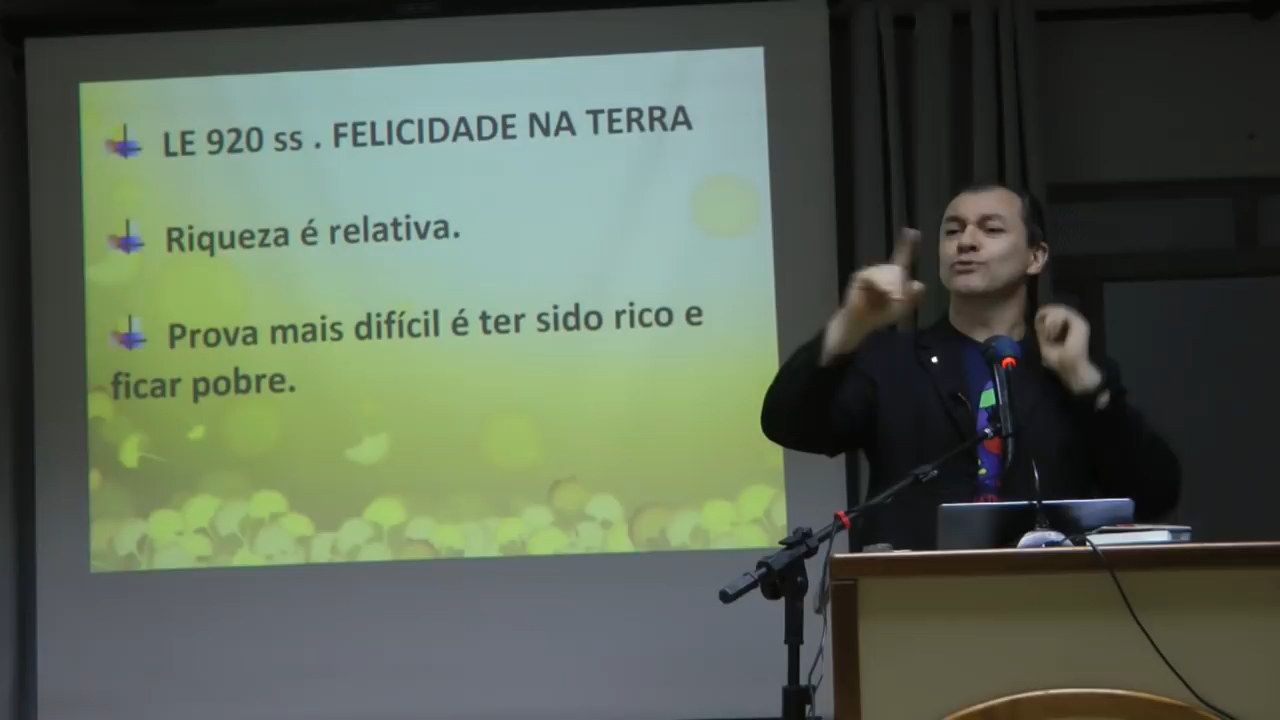 LE 920 ss . FELICIDADE NA TERRA
Riqueza é relativa.
Prova mais difícil é ter sido rico e
ficar pobre.